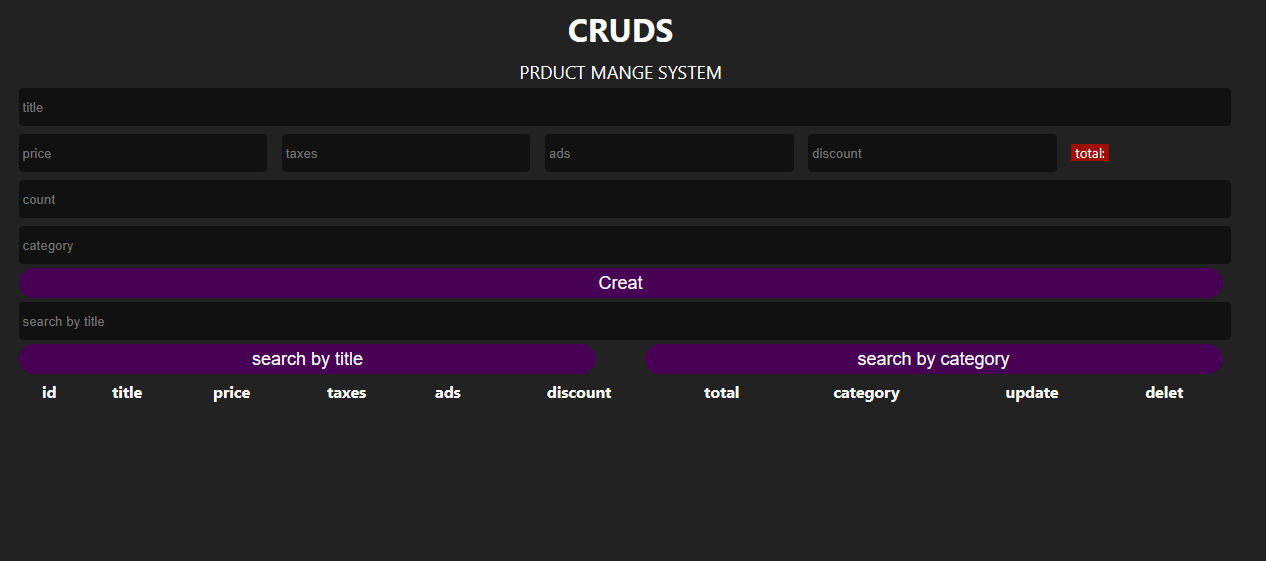 CRUDS
PRDUCT MANGE SYSTEM
title
price taxes ads discount total:
count
category
Creat
search by title
search by title search by category
id title price taxes ads discount total category update delet